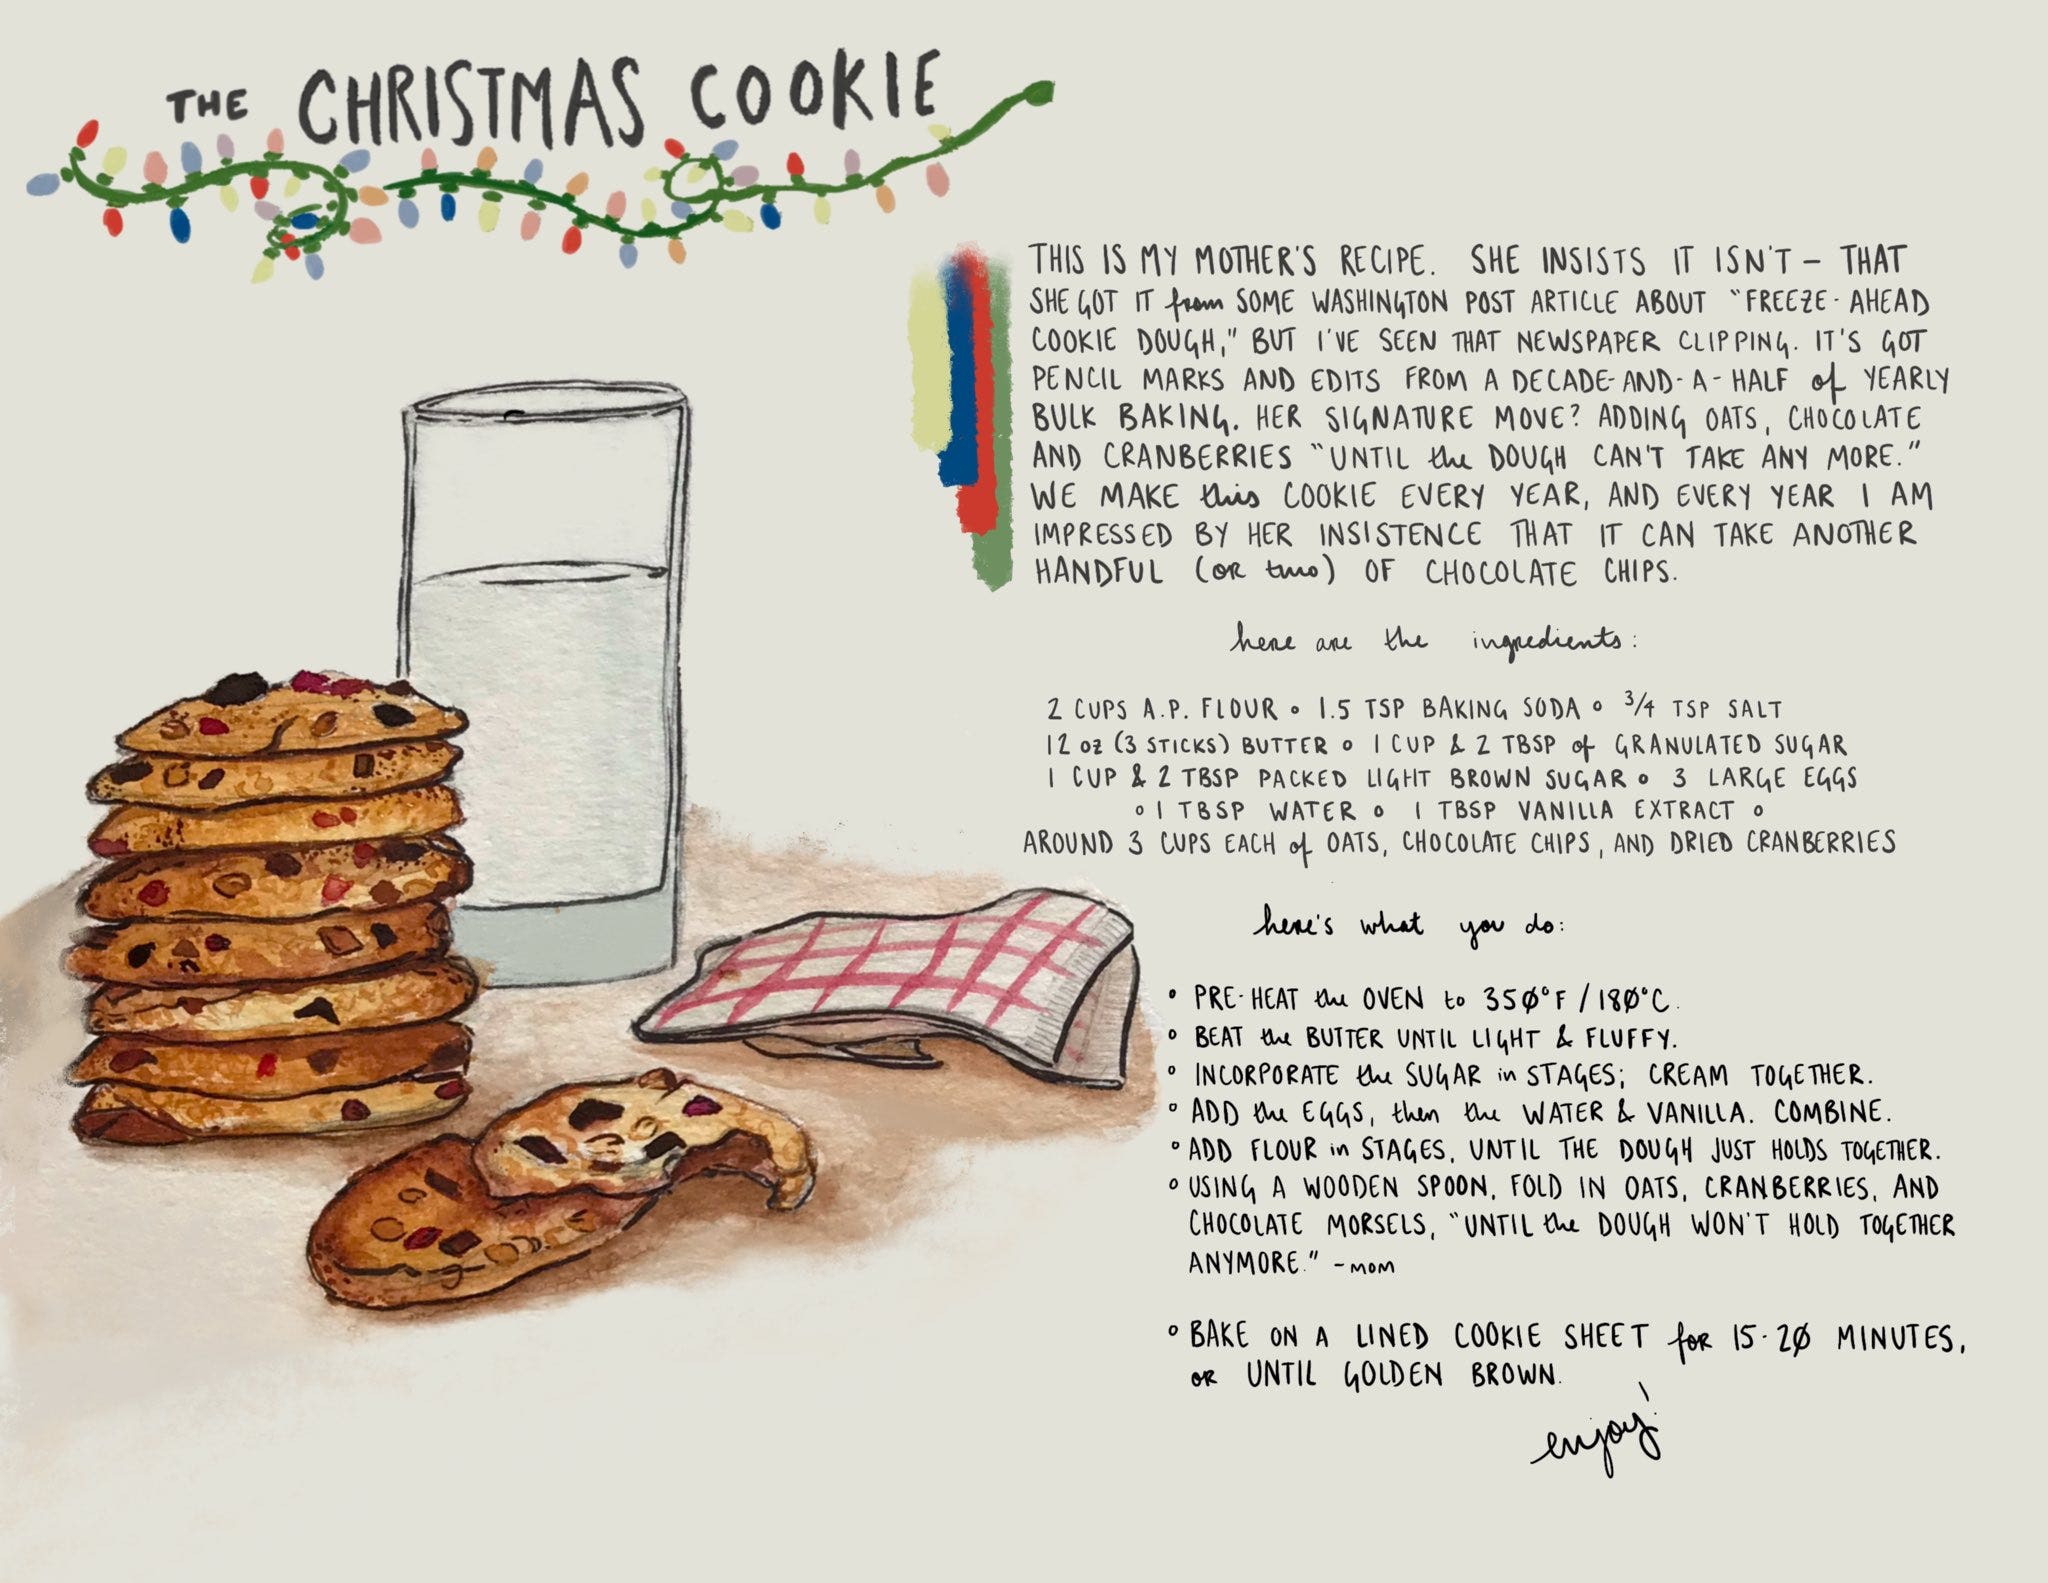 THE CHRISTMAS COOKIE
THIS IS MY MOTHER'S RECIPE. SHE INSISTS IT ISN'T - THAT
SHE GOT IT from SOME WASHINGTON POST ARTICLE ABOUT "FREEZE-AHEAD
COOKIE DOUGH," BUT I'VE SEEN THAT NEWSPAPER CLIPPING. IT'S GOT
PENCIL MARKS AND EDITS FROM A DECADE-AND-A-HALF of YEARLY
BULK BAKING. HER SIGNATURE MOVE? ADDING OATS, CHOCOLATE
AND CRANBERRIES "UNTIL the DOUGH CAN'T TAKE ANY MORE."
WE MAKE this COOKIE EVERY YEAR, AND EVERY YEAR I AM
IMPRESSED BY HER INSISTENCE THAT IT CAN TAKE ANOTHER
HANDFUL (OR two) OF CHOCOLATE CHIPS.
here are the ingredients:
2 CUPS A.P. FLOUR ∘ 1.5 TSP BAKING SODA ∘ 3/4 TSP SALT
12 oz (3 STICKS) BUTTER ∘ 1 CUP & 2 TBSP of GRANULATED SUGAR
1 CUP & 2 TBSP PACKED LIGHT BROWN SUGAR ∘ 3 LARGE EGGS
∘ 1 TBSP WATER ∘ 1 TBSP VANILLA EXTRACT ∘
AROUND 3 CUPS EACH of OATS, CHOCOLATE CHIPS, AND DRIED CRANBERRIES
here's what you do:
∘ PRE-HEAT the OVEN to 350°F / 180°C.
∘ BEAT the BUTTER UNTIL LIGHT & FLUFFY.
∘ INCORPORATE the SUGAR in STAGES; CREAM TOGETHER.
∘ ADD the EGGS, then the WATER & VANILLA. COMBINE.
∘ ADD FLOUR in STAGES, UNTIL THE DOUGH JUST HOLDS TOGETHER.
∘ USING A WOODEN SPOON, FOLD IN OATS, CRANBERRIES, AND
CHOCOLATE MORSELS, "UNTIL the DOUGH WON'T HOLD TOGETHER
ANYMORE." - MOM
∘ BAKE ON A LINED COOKIE SHEET for 15-20 MINUTES,
OR UNTIL GOLDEN BROWN.
enjoy!